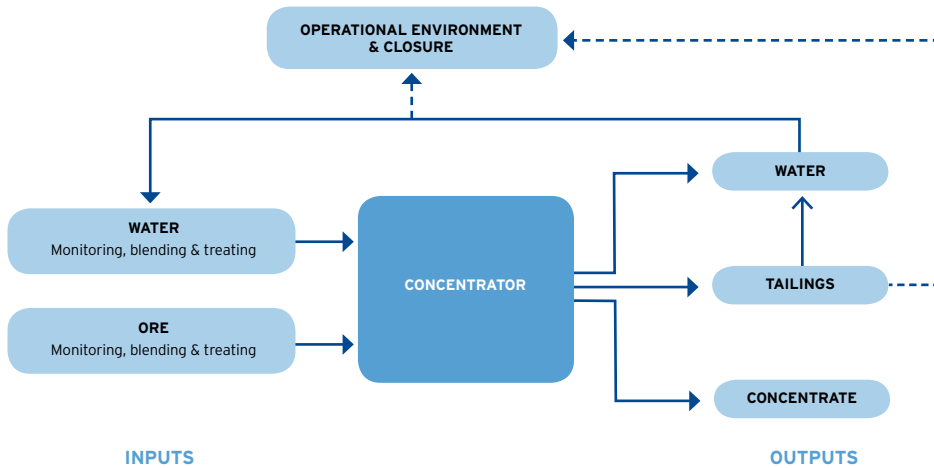 OPERATIONAL ENVIRONMENT
& CLOSURE
WATER
WATER
Monitoring, blending & treating
CONCENTRATOR
TAILINGS
ORE
Monitoring, blending & treating
CONCENTRATE
INPUTS
OUTPUTS